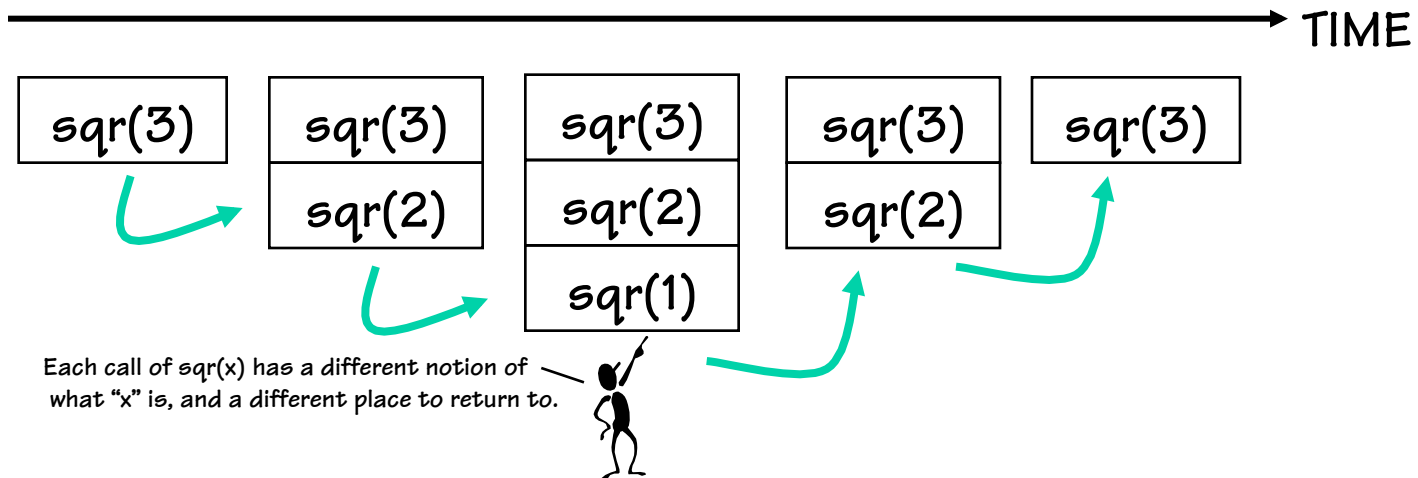 TIME
sqr(3)
sqr(3)
sqr(2)
sqr(3)
sqr(2)
sqr(1)
sqr(3)
sqr(2)
sqr(3)
Each call of sqr(x) has a different notion of
what “x” is, and a different place to return to.